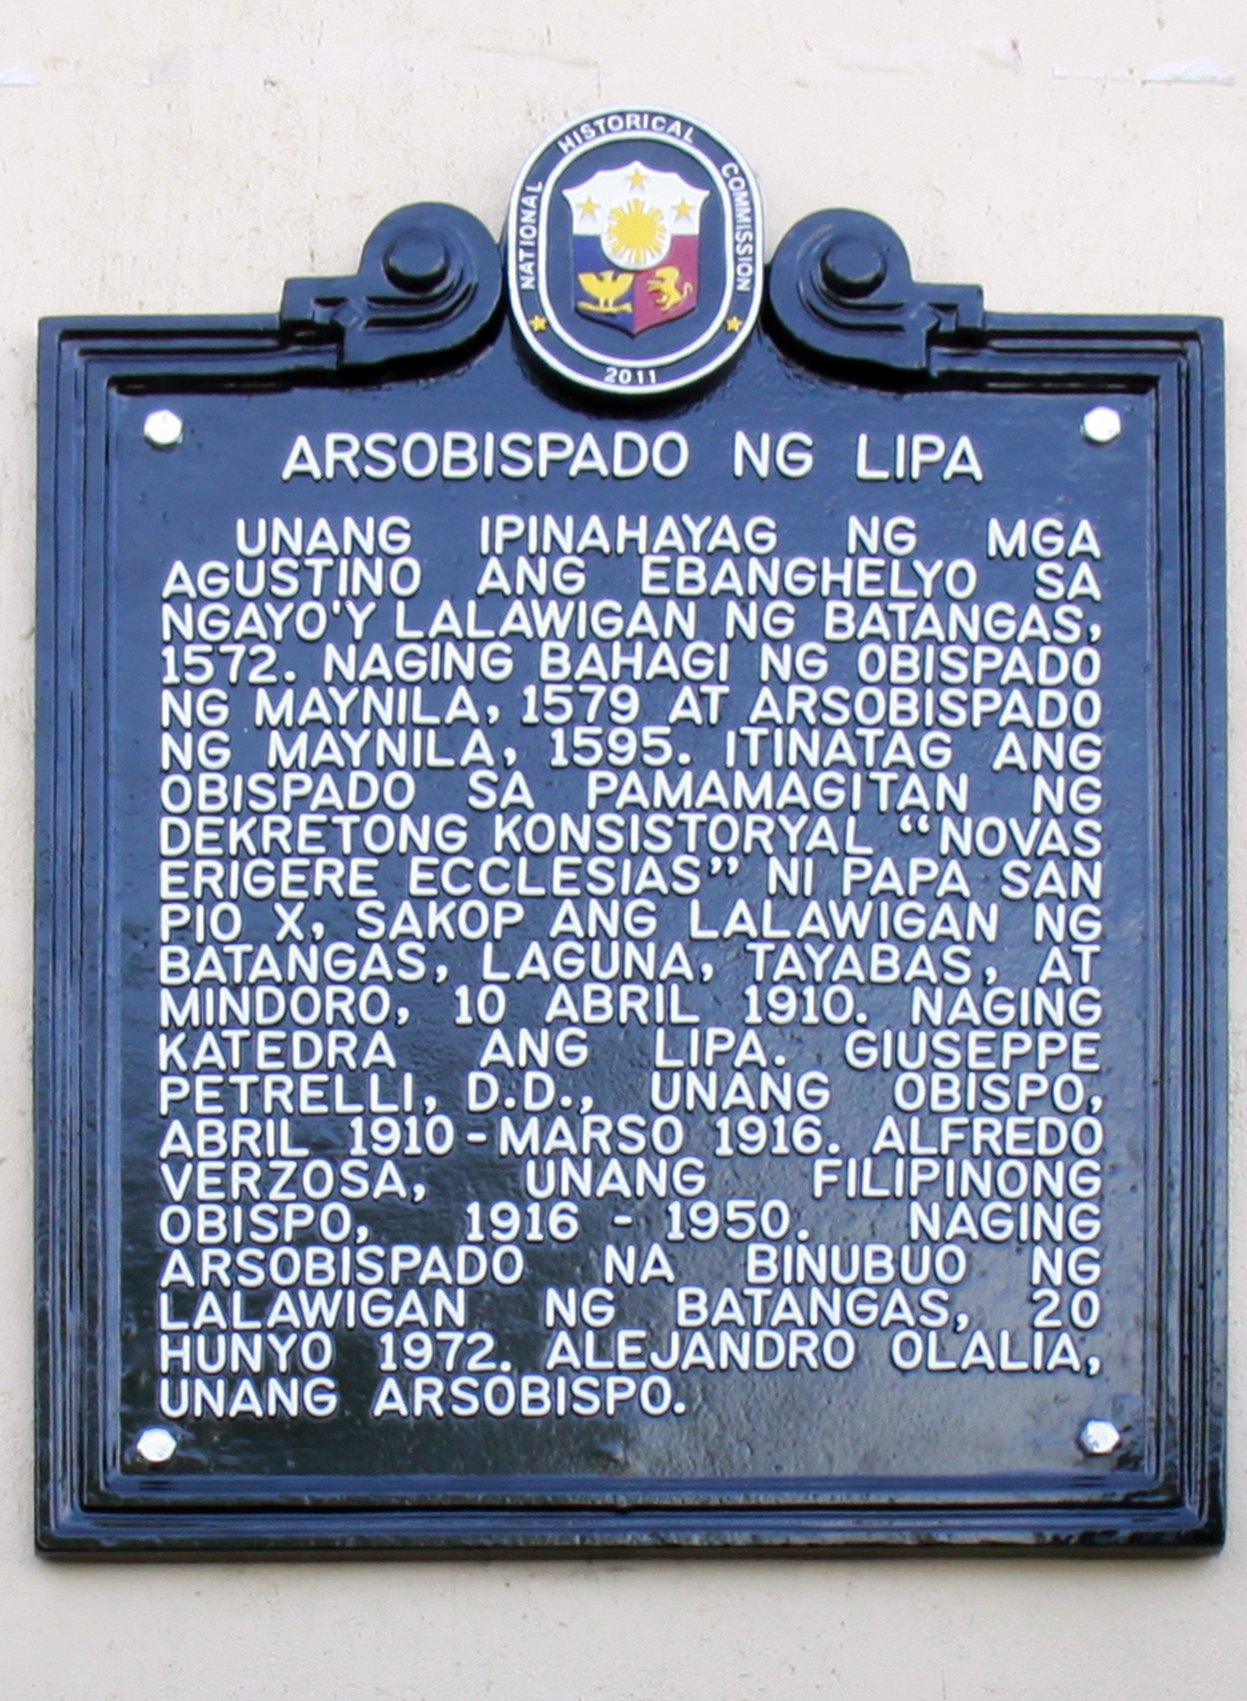 NATIONAL HISTORICAL COMMISSION
2011
ARSOBISPADO NG LIPA
UNANG IPINAHAYAG NG MGA
AGUSTINO ANG EBANGHELYO SA
NGAYO'Y LALAWIGAN NG BATANGAS,
1572. NAGING BAHAGI NG OBISPADO
NG MAYNILA, 1579 AT ARSOBISPADO
NG MAYNILA, 1595. ITINATAG ANG
OBISPADO SA PAMAMAGITAN NG
DEKRETONG KONSISTORYAL “NOVAS
ERIGERE ECCLESIAS” NI PAPA SAN
PIO X, SAKOP ANG LALAWIGAN NG
BATANGAS, LAGUNA, TAYABAS, AT
MINDORO, 10 ABRIL 1910. NAGING
KATEDRA ANG LIPA. GIUSEPPE
PETRELLI, D.D., UNANG OBISPO,
ABRIL 1910 - MARSO 1916. ALFREDO
VERZOSA, UNANG FILIPINONG
OBISPO, 1916 - 1950. NAGING
ARSOBISPADO NA BINUBUO NG
LALAWIGAN NG BATANGAS, 20
HUNYO 1972. ALEJANDRO OLALIA,
UNANG ARSOBISPO.